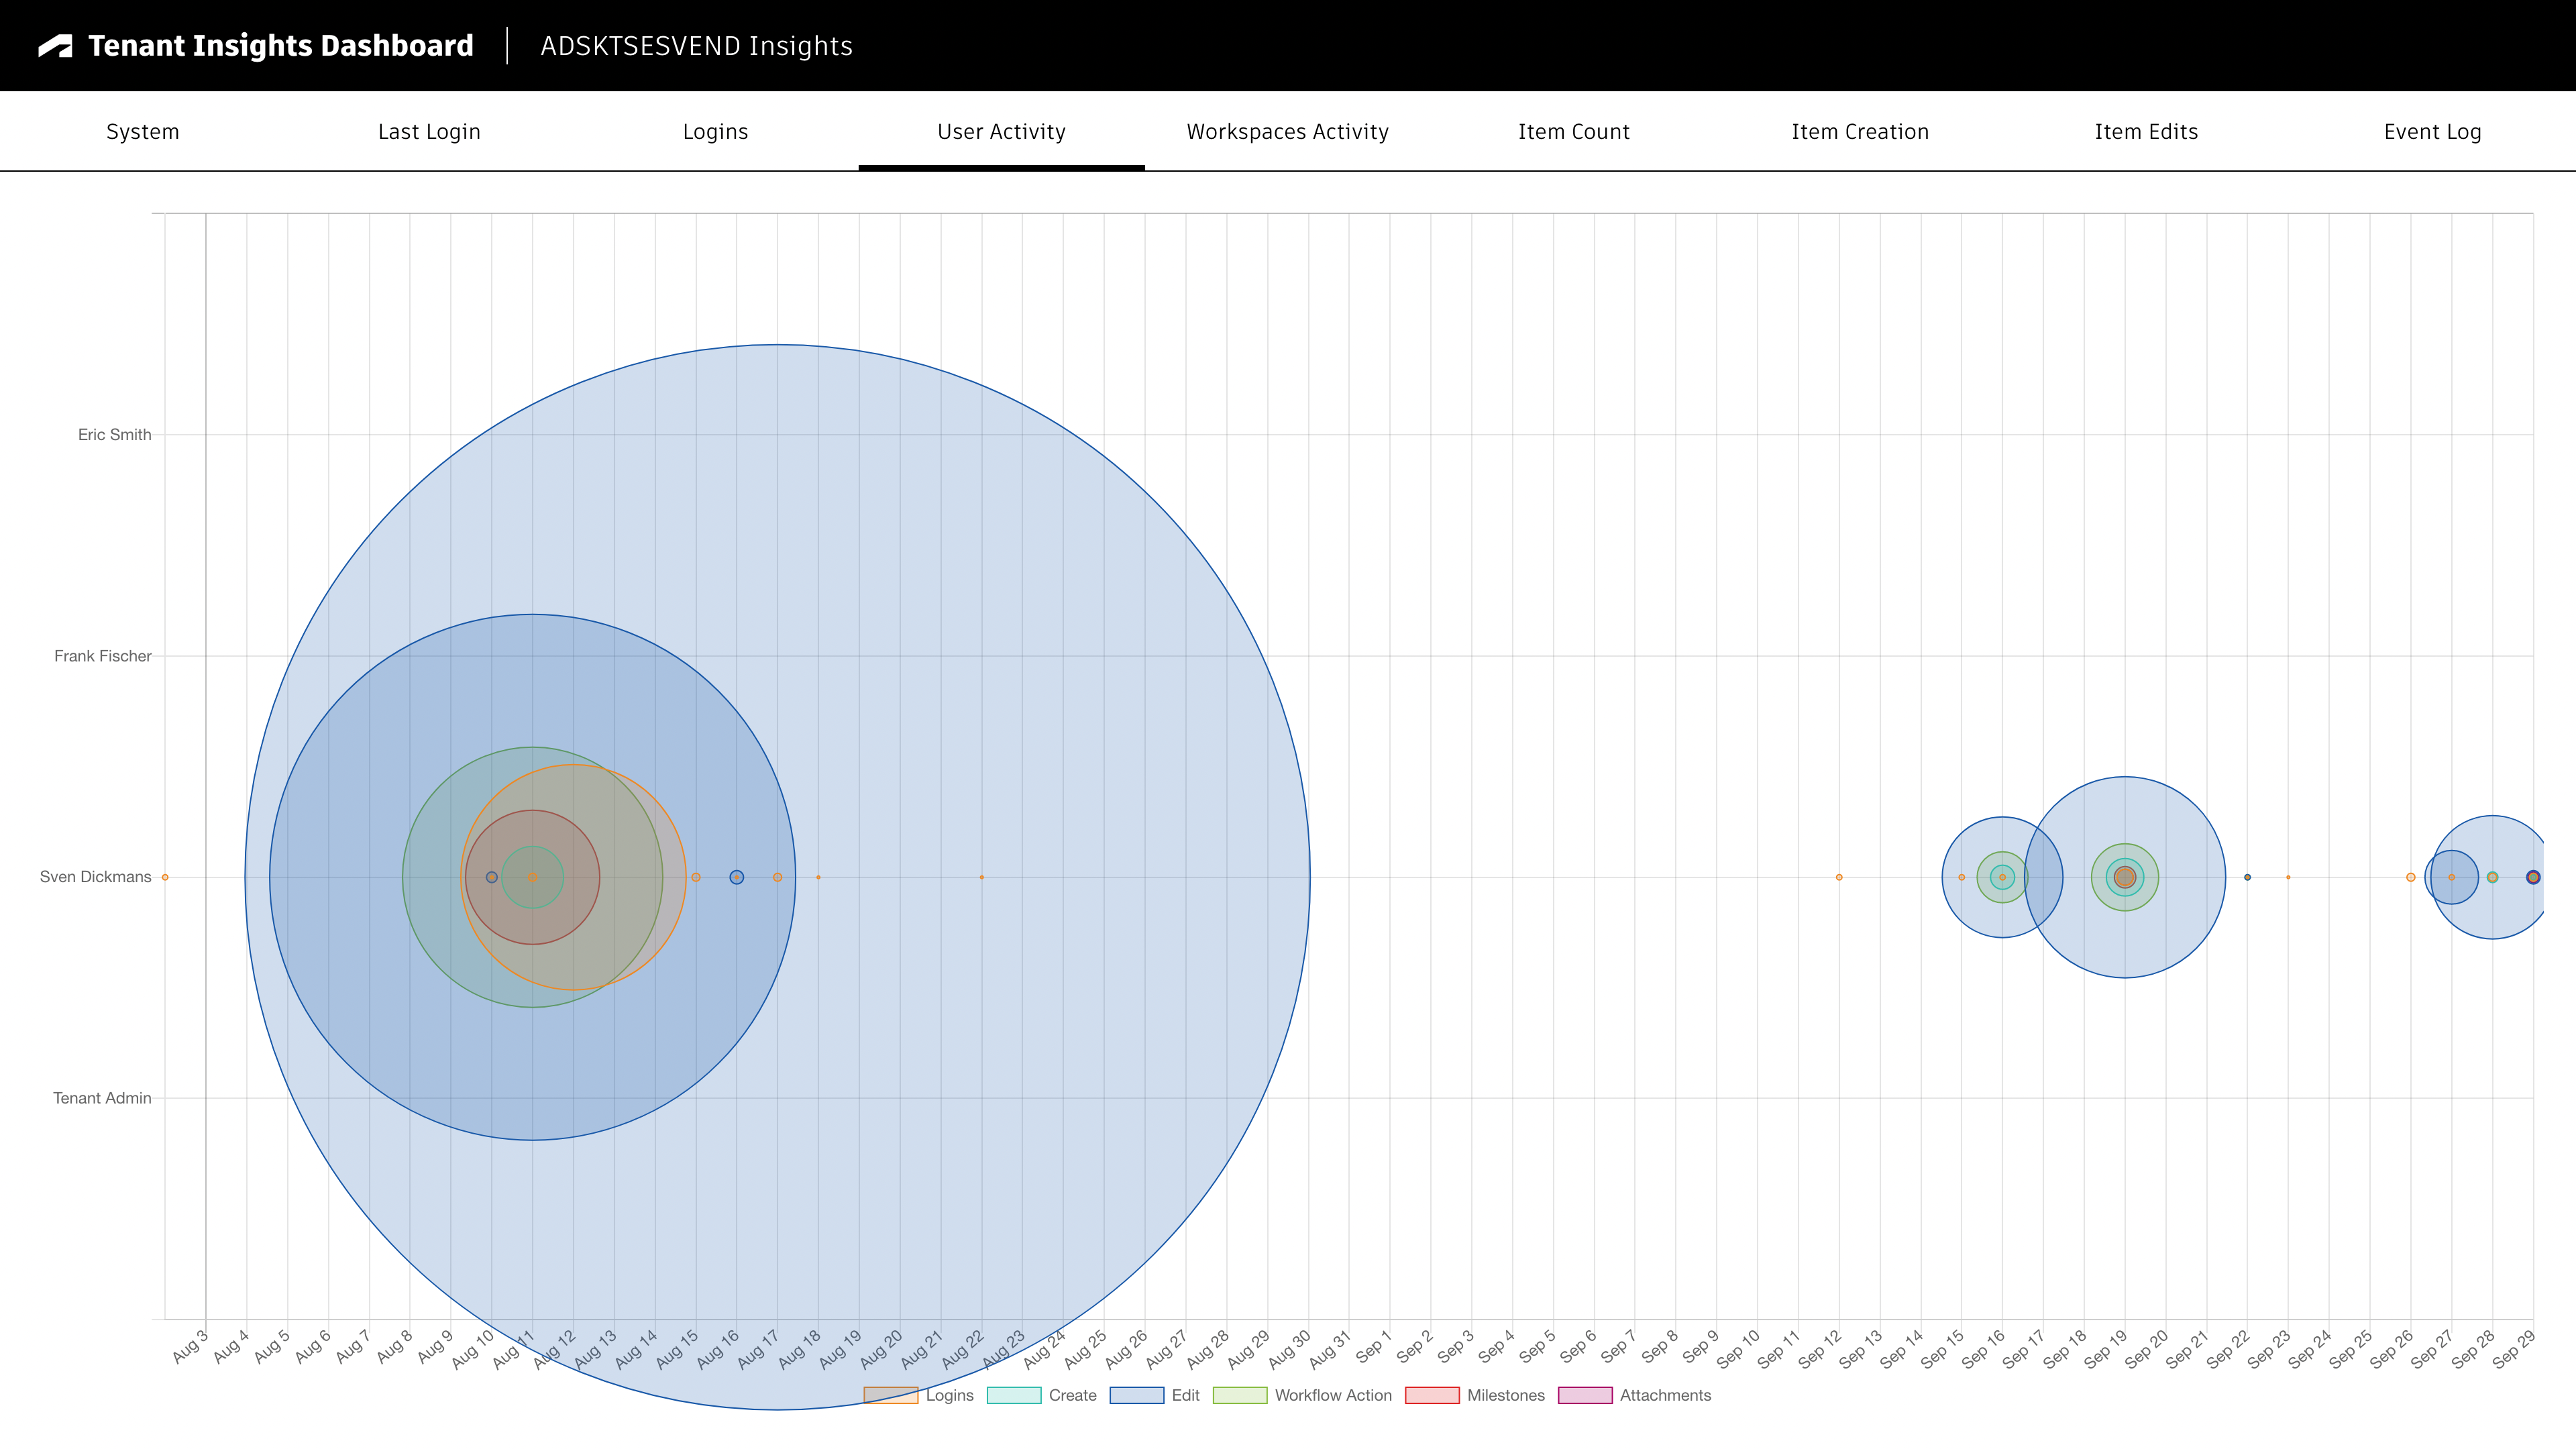 Tenant Insights Dashboard
ADSKTSESVEND Insights
System Last Login Logins User Activity Workspaces Activity Item Count Item Creation Item Edits Event Log
Eric Smith
Frank Fischer
Sven Dickmans
Tenant Admin
Aug 3 Aug 4 Aug 5 Aug 6 Aug 7 Aug 8 Aug 9 Aug 10 Aug 11 Aug 12 Aug 13 Aug 14 Aug 15 Aug 16 Aug 17 Aug 18 Aug 19 Aug 20 Aug 21 Aug 22 Aug 23 Aug 24 Aug 25 Aug 26 Aug 27 Aug 28 Aug 29 Aug 30 Aug 31 Sep 1 Sep 2 Sep 3 Sep 4 Sep 5 Sep 6 Sep 7 Sep 8 Sep 9 Sep 10 Sep 11 Sep 12 Sep 13 Sep 14 Sep 15 Sep 16 Sep 17 Sep 18 Sep 19 Sep 20 Sep 21 Sep 22 Sep 23 Sep 24 Sep 25 Sep 26 Sep 27 Sep 28 Sep 29
Logins Create Edit Workflow Action Milestones Attachments